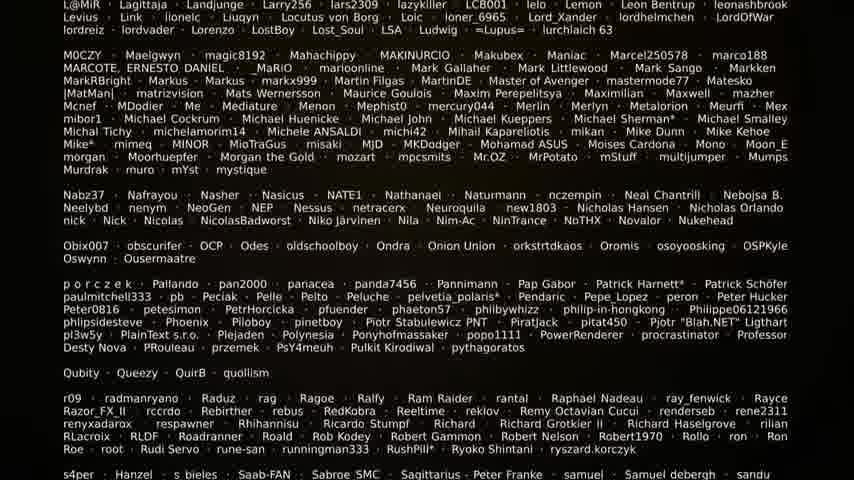 L@MiR · Lagittaja · Landjunge · Larry256 · lars2309 · lazykiller · LCB001 · lelo · Lemon · Leon Bentrup · leonashbrook
Levius · Link · lionelc · Liuqyn · Locutus von Borg · Loic · loner_6965 · Lord_Xander · lordhelmchen · LordOfWar
lordreiz · lordvader · Lorenzo · LostBoy · Lost_Soul · LSA · Ludwig · =Lupus= · lurchlaich 63
M0CZY · Maelgwyn · magic8192 · Mahachippy · MAKINURCIO · Makubex · Maniac · Marcel250578 · marco188
MARCOTE, ERNESTO DANIEL · _MaRiO · marioonline · Mark Gallaher · Mark Littlewood · Mark Sango · Markken
MarkRBright · Markus · Markus · markx999 · Martin Filgas · MartinDE · Master of Avenger · mastermode77 · Matesko
|MatMan| · matrizvision · Mats Wernersson · Maurice Goulois · Maxim Perepelitsya · Maximilian · Maxwell · mazher
Mcnef · MDodier · Me · Mediature · Menon · Mephist0 · mercury044 · Merlin · Merlyn · Metalorion · Meurfi · Mex
mibor1 · Michael Cockrum · Michael Huenicke · Michael John · Michael Kueppers · Michael Sherman* · Michael Smalley
Michal Tichy · michelamorim14 · Michele ANSALDI · michi42 · Mihail Kapareliotis · mikan · Mike Dunn · Mike Kehoe
Mike* · mimeq · MINOR · MioTraGus · misaki · MJD · MKDodger · Mohamad ASUS · Moises Cardona · Mono · Moon_E
morgan · Moorhuepfer · Morgan the Gold · mozart · mpcsmits · Mr.OZ · MrPotato · mStuff · multijumper · Mumps
Murdrak · muro · mYst · mystique
Nabz37 · Nafrayou · Nasher · Nasicus · NATE1 · Nathanael · Naturmann · nczempin · Neal Chantrill · Nebojsa B.
Neelybd · nenym · NeoGen · NEP · Nessus · netracerx · Neuroquila · new1803 · Nicholas Hansen · Nicholas Orlando
nick · Nick · Nicolas · NicolasBadworst · Niko Järvinen · Nila · Nim-Ac · NinTrance · NoTHX · Novalor · Nukehead
Obix007 · obscurifer · OCP · Odes · oldschoolboy · Ondra · Onion Union · orkstrtdkaos · Oromis · osoyoosking · OSPKyle
Oswynn · Ousermaatre
p o r c z e k · Pallando · pan2000 · panacea · panda7456 · Pannimann · Pap Gabor · Patrick Harnett* · Patrick Schöfer
paulmitchell333 · pb · Peciak · Pelle · Pelto · Peluche · pelvetia_polaris* · Pendaric · Pepe_Lopez · peron · Peter Hucker
Peter0816 · petesimon · PetrHorcicka · pfuender · phaeton57 · philbywhizz · philip-in-hongkong · Philippe06121966
phlipsidesteve · Phoenix · Piloboy · pinetboy · Piotr Stabulewicz PNT · PiratJack · pitat450 · Pjotr "Blah.NET" Ligthart
pl3w5y · PlainText s.r.o. · Plejaden · Polynesia · Ponyhofmassaker · popo1111 · PowerRenderer · procrastinator · Professor
Desty Nova · PRouleau · przemek · PsY4meuh · Pulkit Kirodiwal · pythagoratos
Qubity · Queezy · QuirB · quollism
r09 · radmanryano · Raduz · rag · Ragoe · Ralfy · Ram Raider · rantal · Raphael Nadeau · ray_fenwick · Rayce
Razor_FX_II · rccrdo · Rebirther · rebus · RedKobra · Reeltime · reklov · Remy Octavian Cucui · renderseb · rene2311
renyxadarox · respawner · Rhihannisu · Ricardo Stumpf · Richard · Richard Grotkier II · Richard Haselgrove · rilian
RLacroix · RLDF · Roadranner · Roald · Rob Kodey · Robert Gammon · Robert Nelson · Robert1970 · Rollo · ron · Ron
Roe · root · Rudi Servo · rune-san · runningman333 · RushPill* · Ryoko Shintani · ryszard.korczyk
s4per · Hanzel · s_bieles · Saab-FAN · Sabroe SMC · Sagittarius - Peter Franke · samuel · Samuel debergh · sandu